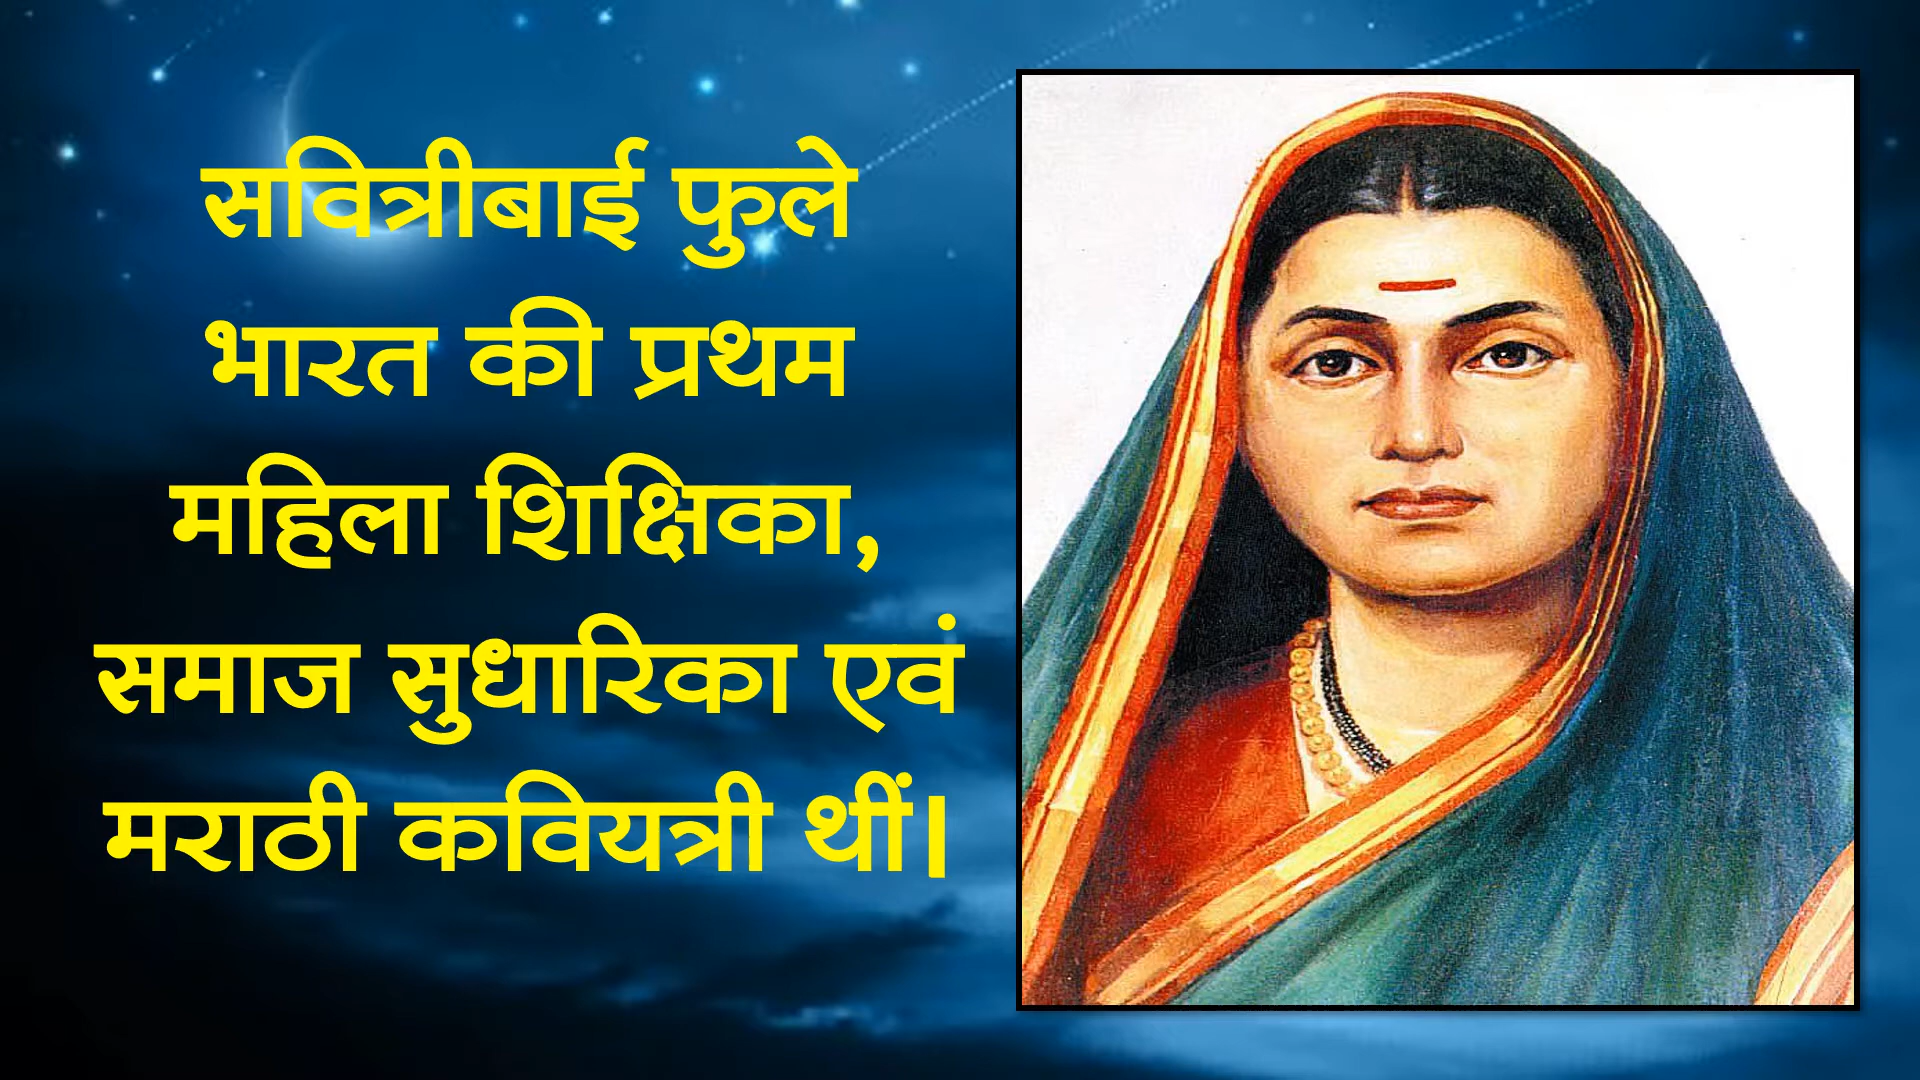 सवित्रीबाई फुले
भारत की प्रथम
महिला शिक्षिका,
समाज सुधारिका एवं
मराठी कवियत्री थीं।